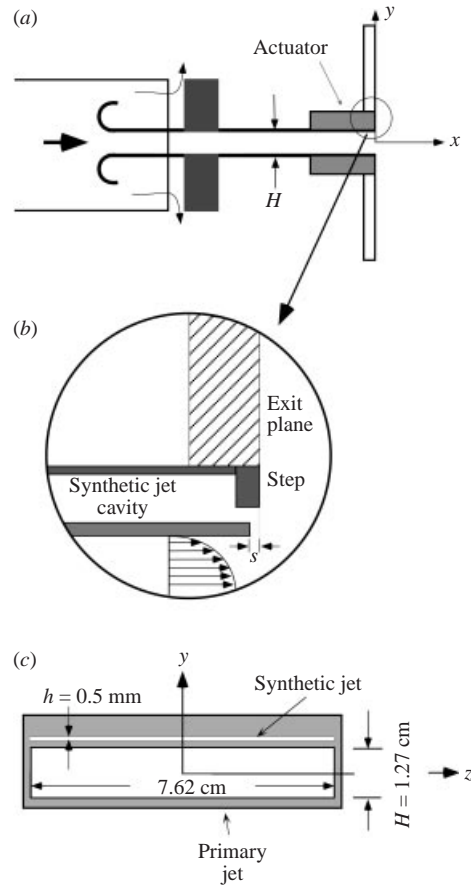 (a)
y
Actuator
x
H
(b)
Exit
plane
Synthetic jet
cavity
Step
s
(c)
y
h = 0.5 mm
Synthetic jet
z
7.62 cm
H = 1.27 cm
Primary
jet